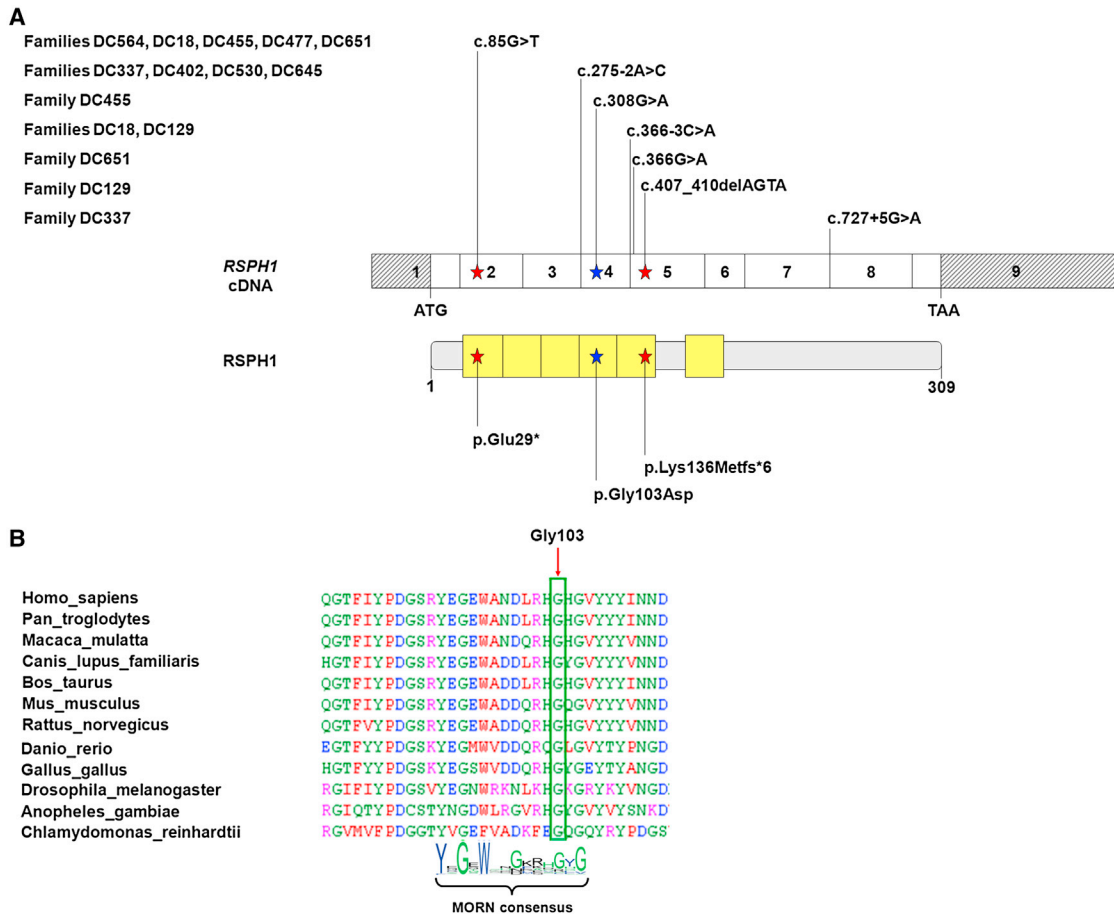 A
Families DC564, DC18, DC455, DC477, DC651
c.85G>T
Families DC337, DC402, DC530, DC645
c.275-2A>C
Family DC455
c.308G>A
Families DC18, DC129
c.366-3C>A
Family DC651
c.366G>A
Family DC129
c.407_410delAGTA
Family DC337
c.727+5G>A
RSPH1
cDNA
1 2 3 4 5 6 7 8 9
ATG TAA
RSPH1
1 309
p.Glu29*
p.Lys136Metfs*6
p.Gly103Asp
B
Gly103
Homo_sapiens QGTFIYPDGSRYEGEWANDLRHGHGVYYYINND
Pan_troglodytes QGTFIYPDGSRYEGEWANDLRHGHGVYYYINND
Macaca_mulatta QGTFIYPDGSRYEGEWANDQRHGHGVYYYVNND
Canis_lupus_familiaris HGTFIYPDGSRYEGEWADDLRHGYGVYYYVNND
Bos_taurus QGTFIYPDGSRYEGEWADDLRHGHGVYYYINND
Mus_musculus QGTFIYPDGSRYEGEWADDQRHGQGVYYYVNND
Rattus_norvegicus QGTFVYPDGSRYEGEWADDQRHGHGVYYYVNND
Danio_rerio EGTFYYPDGSKYEGMWVDDQRQGLGVYTYPNGD
Gallus_gallus HGTFYYPDGSKYEGSWVDDQRHGYGEYTYANGD
Drosophila_melanogaster RGIFIYPDGSVYEGNWRKNLKHGKGRYKYVNGD
Anopheles_gambiae RGIQTYPDCSTYNGDWLRGVRHGYGVYVYSNKD
Chlamydomonas_reinhardtii RGVMVFPDGGTYVGEFVADKFEGQGQYRYPDGS
MORN consensus